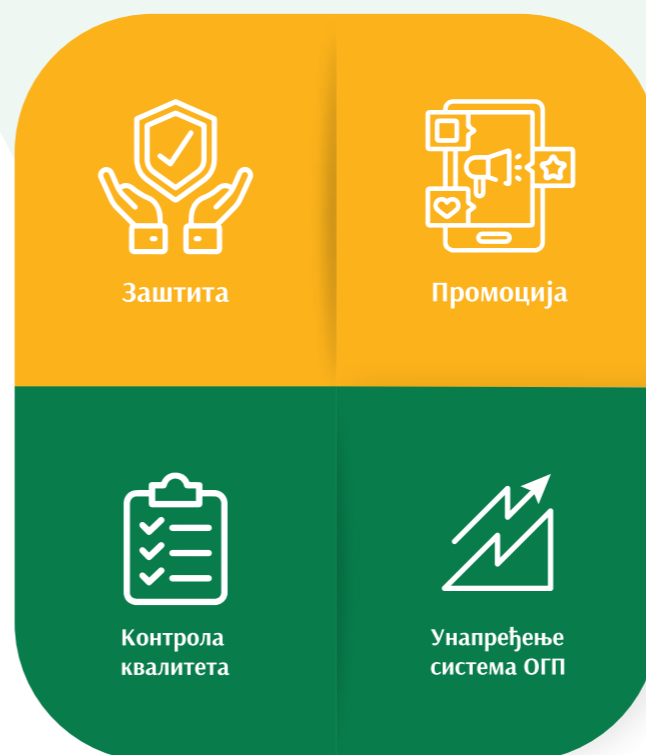 Заштита
Промоција
Контрола
квалитета
Унапређење
система ОГП